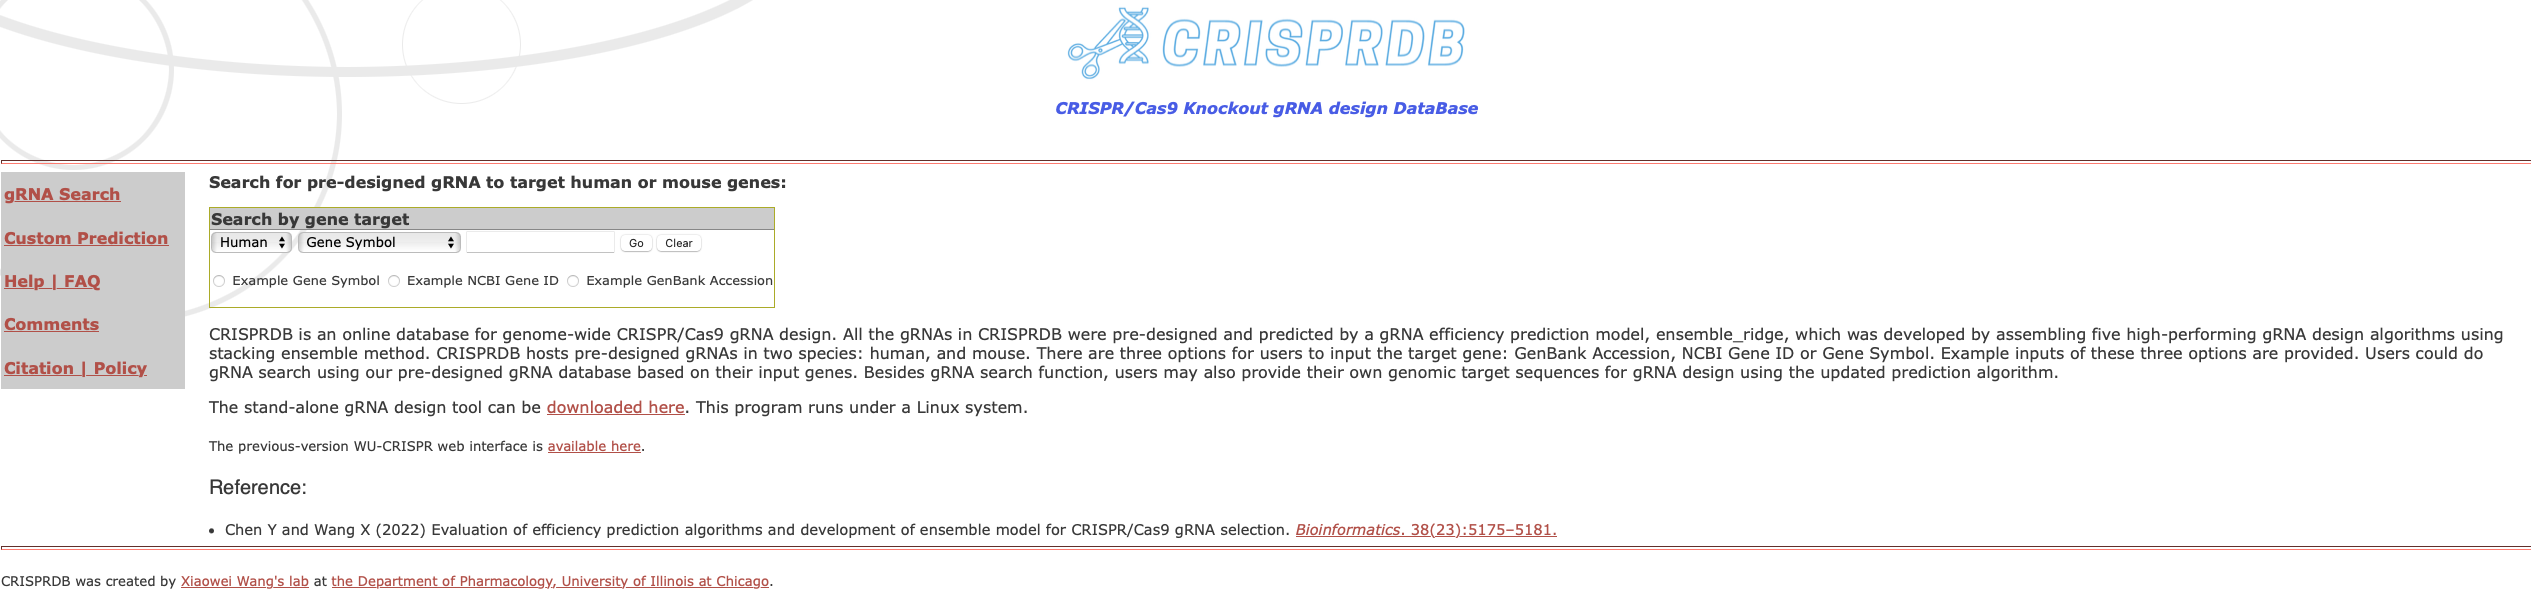 CRISPRDB
CRISPR/Cas9 Knockout gRNA design DataBase
gRNA Search
Custom Prediction
Help | FAQ
Comments
Citation | Policy
Search for pre-designed gRNA to target human or mouse genes:
Search by gene target
Human Gene Symbol Go Clear
Example Gene Symbol Example NCBI Gene ID Example GenBank Accession
CRISPRDB is an online database for genome-wide CRISPR/Cas9 gRNA design. All the gRNAs in CRISPRDB were pre-designed and predicted by a gRNA efficiency prediction model, ensemble_ridge, which was developed by assembling five high-performing gRNA design algorithms using
stacking ensemble method. CRISPRDB hosts pre-designed gRNAs in two species: human, and mouse. There are three options for users to input the target gene: GenBank Accession, NCBI Gene ID or Gene Symbol. Example inputs of these three options are provided. Users could do
gRNA search using our pre-designed gRNA database based on their input genes. Besides gRNA search function, users may also provide their own genomic target sequences for gRNA design using the updated prediction algorithm.
The stand-alone gRNA design tool can be downloaded here. This program runs under a Linux system.
The previous-version WU-CRISPR web interface is available here.
Reference:
• Chen Y and Wang X (2022) Evaluation of efficiency prediction algorithms and development of ensemble model for CRISPR/Cas9 gRNA selection. Bioinformatics. 38(23):5175–5181.
CRISPRDB was created by Xiaowei Wang's lab at the Department of Pharmacology, University of Illinois at Chicago.